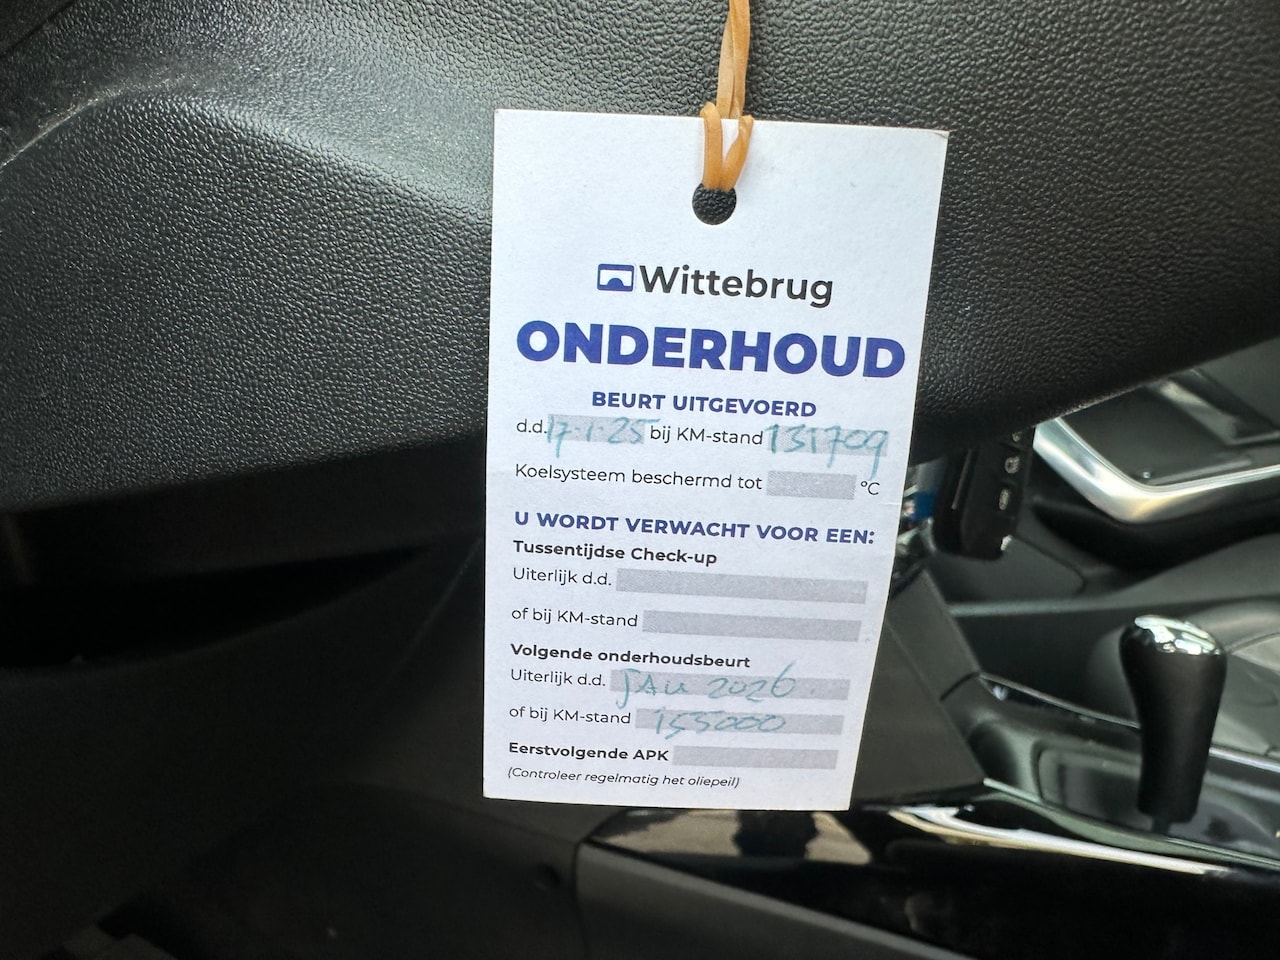 Wittebrug
ONDERHOUD
BEURT UITGEVOERD
d.d. 17-1-25 bij KM-stand 131709
Koelsysteem beschermd tot °C
U WORDT VERWACHT VOOR EEN:
Tussentijdse Check-up
Uiterlijk d.d.
of bij KM-stand
Volgende onderhoudsbeurt
Uiterlijk d.d. JAN 2026
of bij KM-stand 155000
Eerstvolgende APK
(Controleer regelmatig het oliepeil)